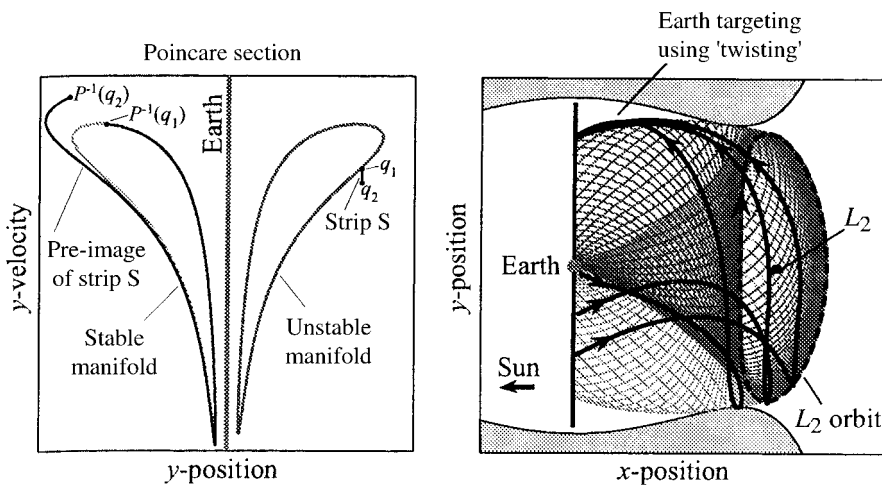 Poincare section
P⁻¹(q₂)
P⁻¹(q₁)
Earth
q₁
q₂
Strip S
Pre-image
of strip S
Stable
manifold
Unstable
manifold
y-velocity
y-position
Earth targeting
using 'twisting'
L₂
Earth
Sun
L₂ orbit
y-position
x-position